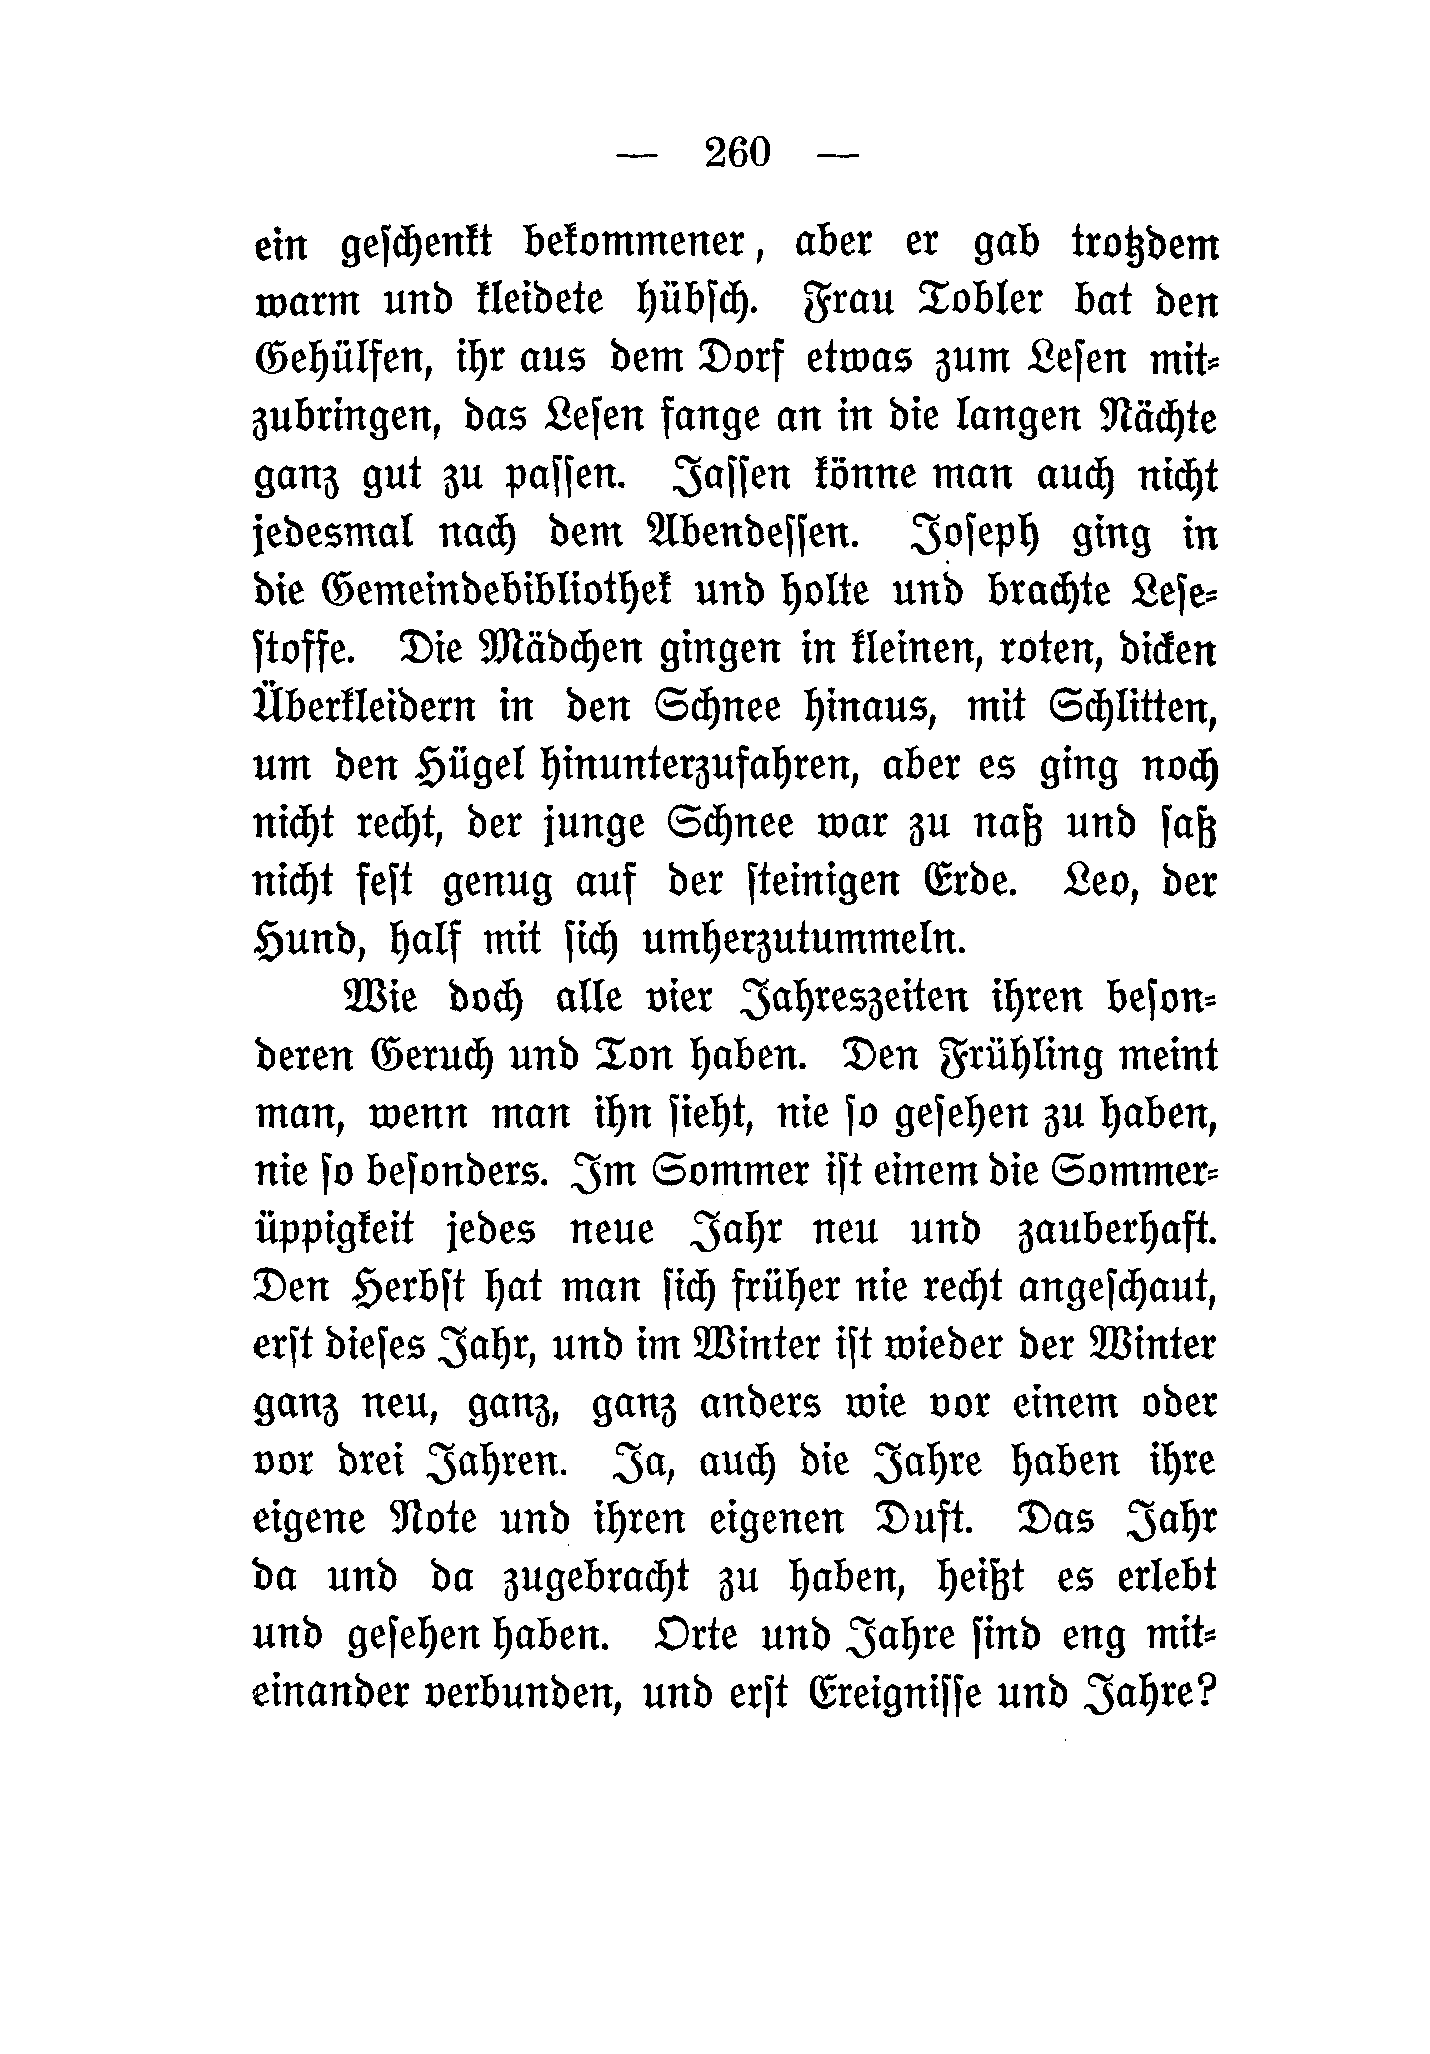 — 260 —
ein geſchenkt bekommener, aber er gab trotzdem
warm und kleidete hübſch. Frau Tobler bat den
Gehülfen, ihr aus dem Dorf etwas zum Leſen mit⸗
zubringen, das Leſen fange an in die langen Nächte
ganz gut zu paſſen. Jaſſen könne man auch nicht
jedesmal nach dem Abendeſſen. Joſeph ging in
die Gemeindebibliothek und holte und brachte Leſe⸗
ſtoffe. Die Mädchen gingen in kleinen, roten, dicken
Überkleidern in den Schnee hinaus, mit Schlitten,
um den Hügel hinunterzufahren, aber es ging noch
nicht recht, der junge Schnee war zu naß und ſaß
nicht feſt genug auf der ſteinigen Erde. Leo, der
Hund, half mit ſich umherzutummeln.
Wie doch alle vier Jahreszeiten ihren beſon⸗
deren Geruch und Ton haben. Den Frühling meint
man, wenn man ihn ſieht, nie ſo geſehen zu haben,
nie ſo beſonders. Im Sommer iſt einem die Sommer⸗
üppigkeit jedes neue Jahr neu und zauberhaft.
Den Herbſt hat man ſich früher nie recht angeſchaut,
erſt dieſes Jahr, und im Winter iſt wieder der Winter
ganz neu, ganz, ganz anders wie vor einem oder
vor drei Jahren. Ja, auch die Jahre haben ihre
eigene Note und ihren eigenen Duft. Das Jahr
da und da zugebracht zu haben, heißt es erlebt
und geſehen haben. Orte und Jahre ſind eng mit⸗
einander verbunden, und erſt Ereigniſſe und Jahre?